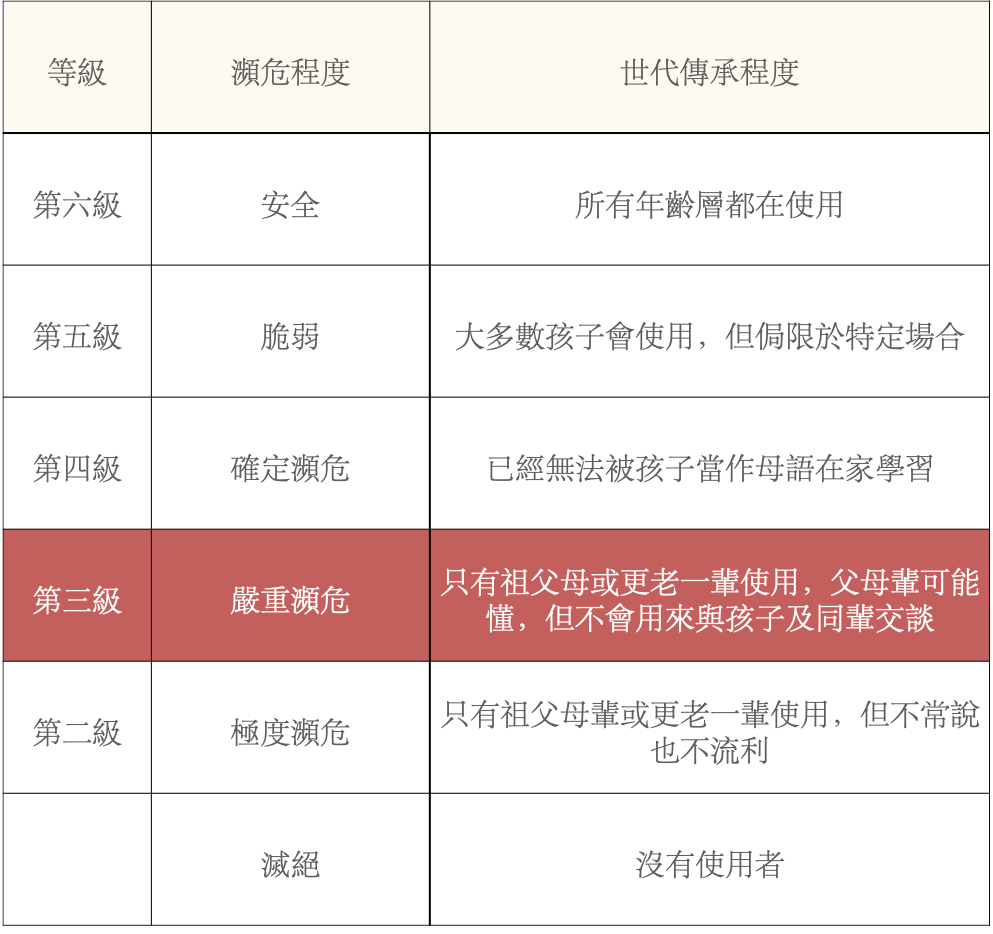 等級 瀕危程度 世代傳承程度
第六級 安全 所有年齡層都在使用
第五級 脆弱 大多數孩子會使用，但侷限於特定場合
第四級 確定瀕危 已經無法被孩子當作母語在家學習
第三級 嚴重瀕危 只有祖父母或更老一輩使用，父母輩可能
懂，但不會用來與孩子及同輩交談
第二級 極度瀕危 只有祖父母輩或更老一輩使用，但不常說
也不流利
滅絕 沒有使用者